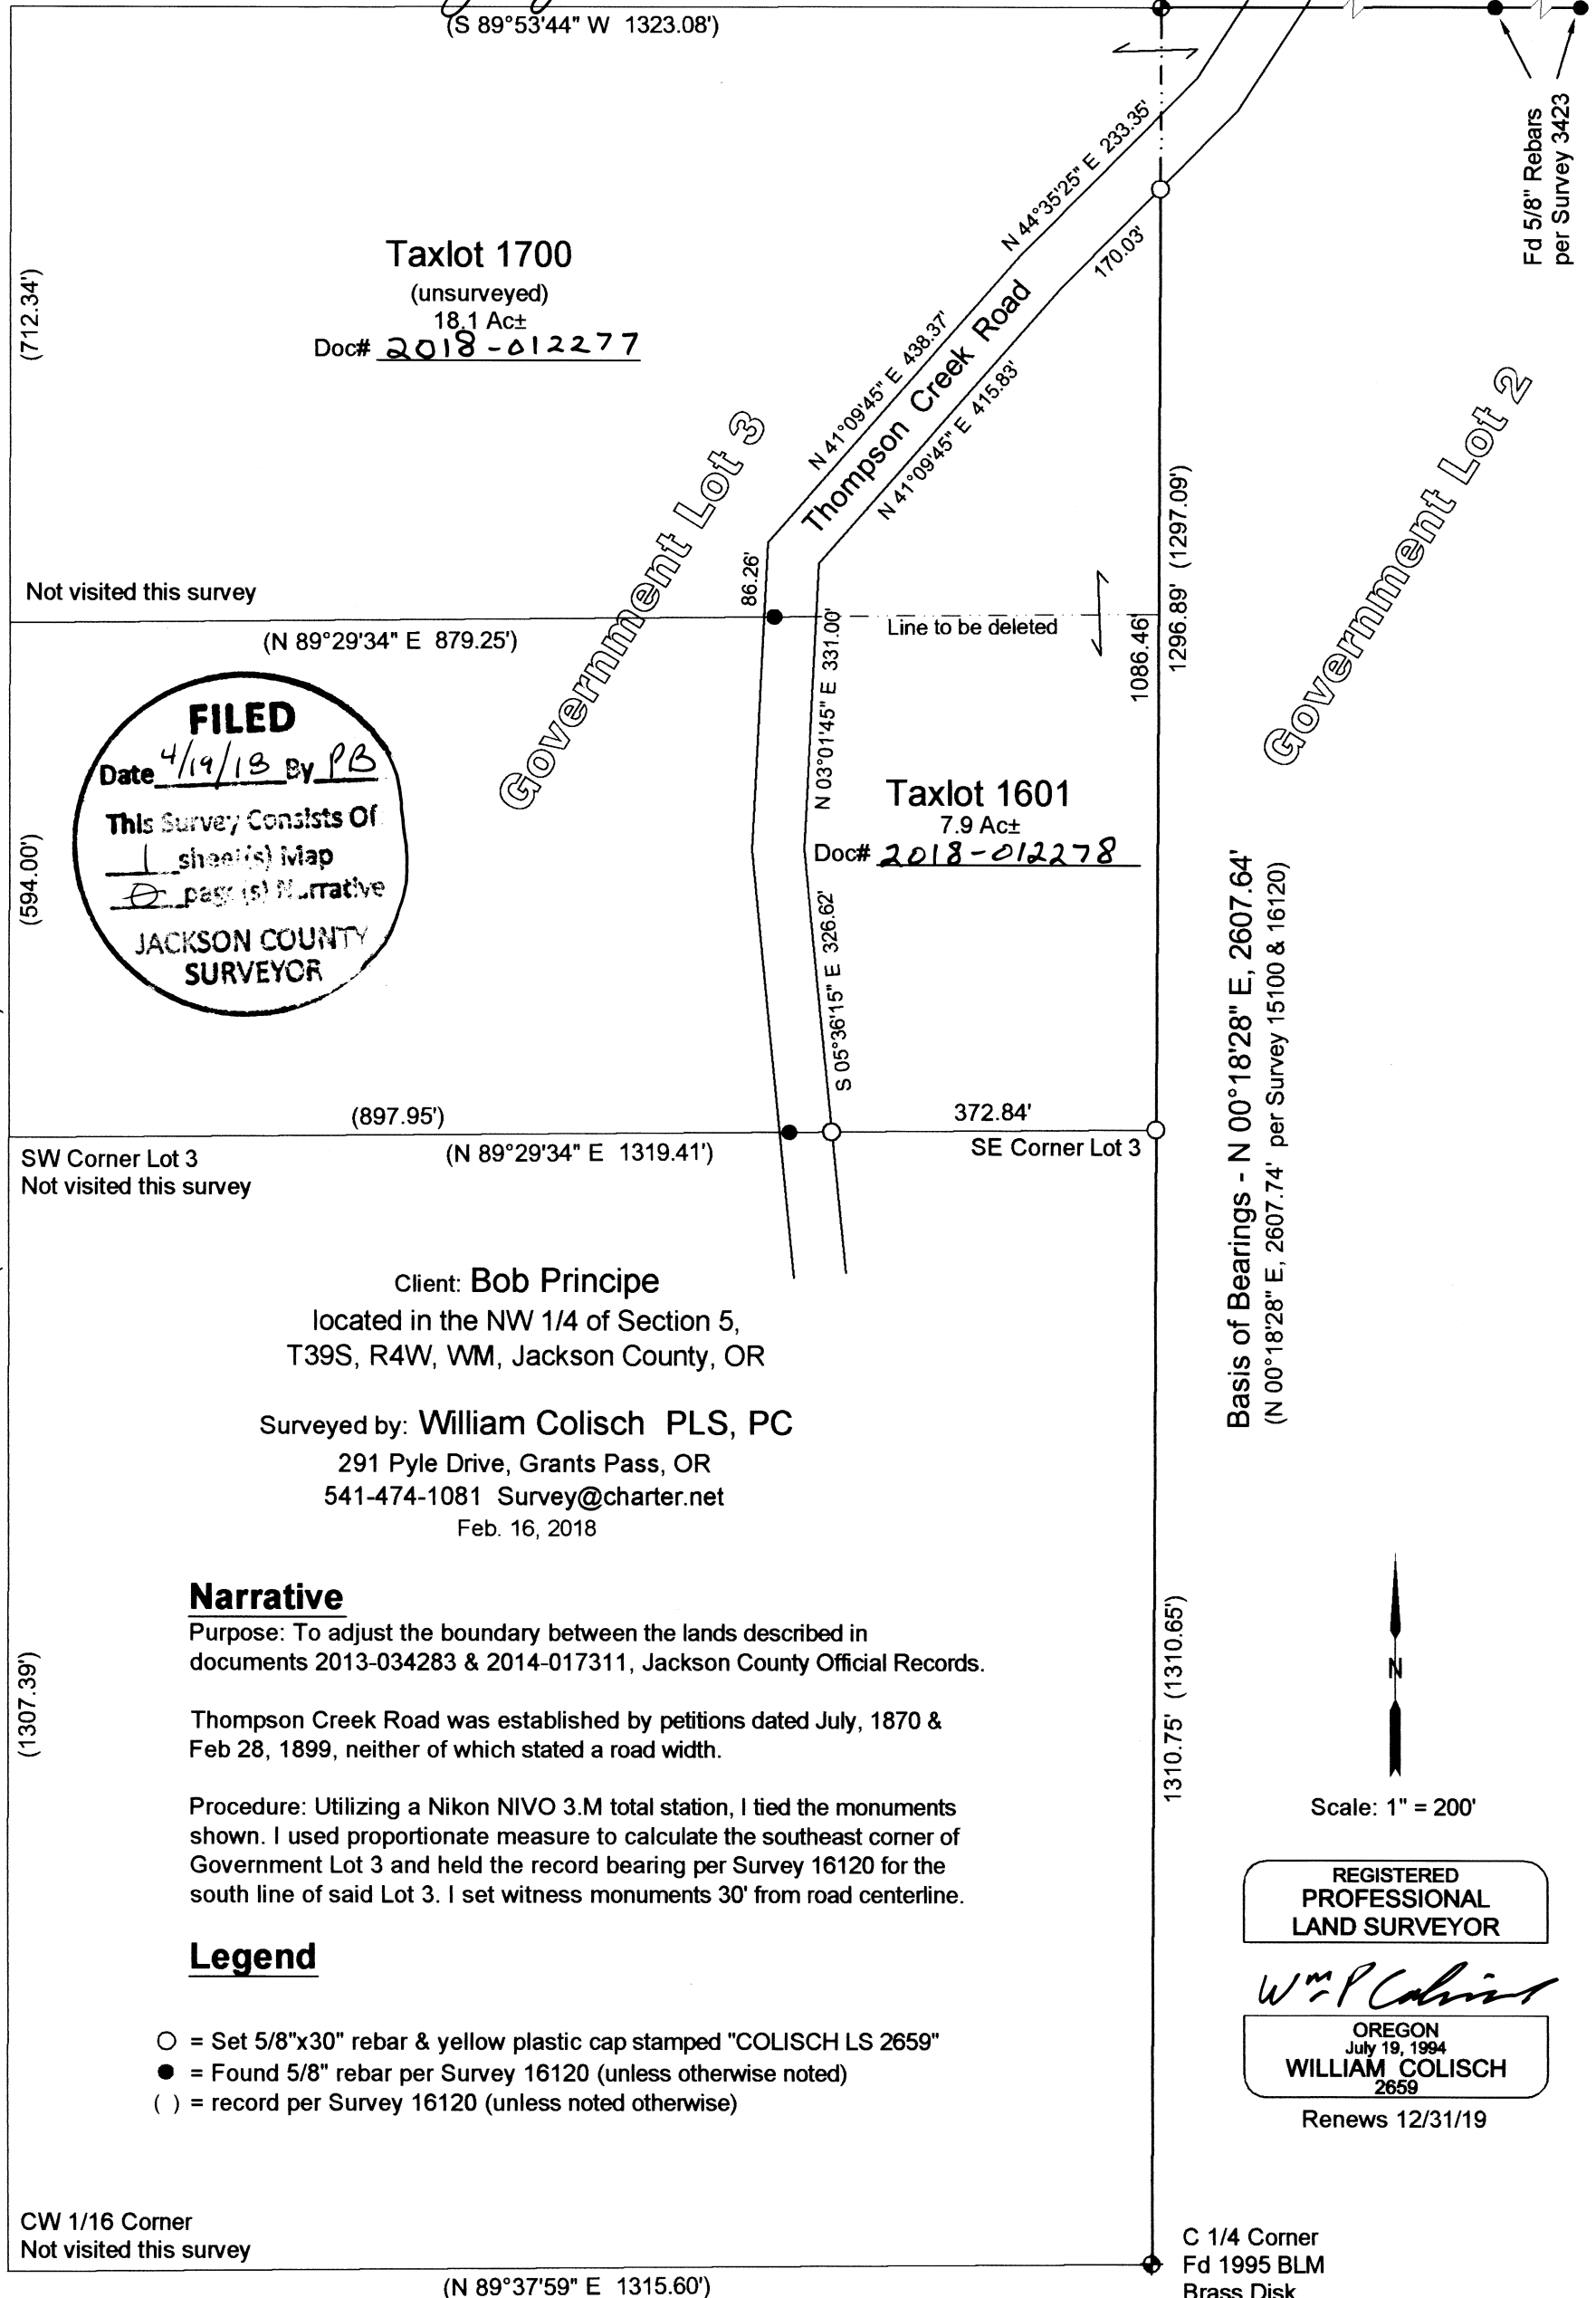 (S 89°53'44" W 1323.08')
Fd 5/8" Rebars
per Survey 3423
N 44°35'25" E 233.35'
170.03'
Taxlot 1700
(unsurveyed)
18.1 Ac±
Doc# 2018-012277
(712.34')
N 41°09'45" E 438.37'
Thompson Creek Road
N 41°09'45" E 415.83'
Government Lot 3
Government Lot 2
86.26'
1296.89' (1297.09')
1086.46'
Not visited this survey
(N 89°29'34" E 879.25')
Line to be deleted
N 03°01'45" E 331.00'
FILED
Date 4/19/18 By PB
This Survey Consists Of
1 sheet(s) Map
0 page(s) Narrative
JACKSON COUNTY
SURVEYOR
(594.00')
Taxlot 1601
7.9 Ac±
Doc# 2018-012278
S 05°36'15" E 326.62'
Basis of Bearings - N 00°18'28" E, 2607.64'
(N 00°18'28" E, 2607.74' per Survey 15100 & 16120)
(897.95')
372.84'
(N 89°29'34" E 1319.41')
SE Corner Lot 3
SW Corner Lot 3
Not visited this survey
Client: Bob Principe
located in the NW 1/4 of Section 5,
T39S, R4W, WM, Jackson County, OR
Surveyed by: William Colisch PLS, PC
291 Pyle Drive, Grants Pass, OR
541-474-1081 Survey@charter.net
Feb. 16, 2018
Narrative
Purpose: To adjust the boundary between the lands described in
documents 2013-034283 & 2014-017311, Jackson County Official Records.
Thompson Creek Road was established by petitions dated July, 1870 &
Feb 28, 1899, neither of which stated a road width.
Procedure: Utilizing a Nikon NIVO 3.M total station, I tied the monuments
shown. I used proportionate measure to calculate the southeast corner of
Government Lot 3 and held the record bearing per Survey 16120 for the
south line of said Lot 3. I set witness monuments 30' from road centerline.
(1307.39')
1310.75' (1310.65')
N
Scale: 1" = 200'
Legend
= Set 5/8"x30" rebar & yellow plastic cap stamped "COLISCH LS 2659"
= Found 5/8" rebar per Survey 16120 (unless otherwise noted)
( ) = record per Survey 16120 (unless noted otherwise)
REGISTERED
PROFESSIONAL
LAND SURVEYOR
Wm P Colisch
OREGON
July 19, 1994
WILLIAM COLISCH
2659
Renews 12/31/19
CW 1/16 Corner
Not visited this survey
(N 89°37'59" E 1315.60')
C 1/4 Corner
Fd 1995 BLM
Brass Disk